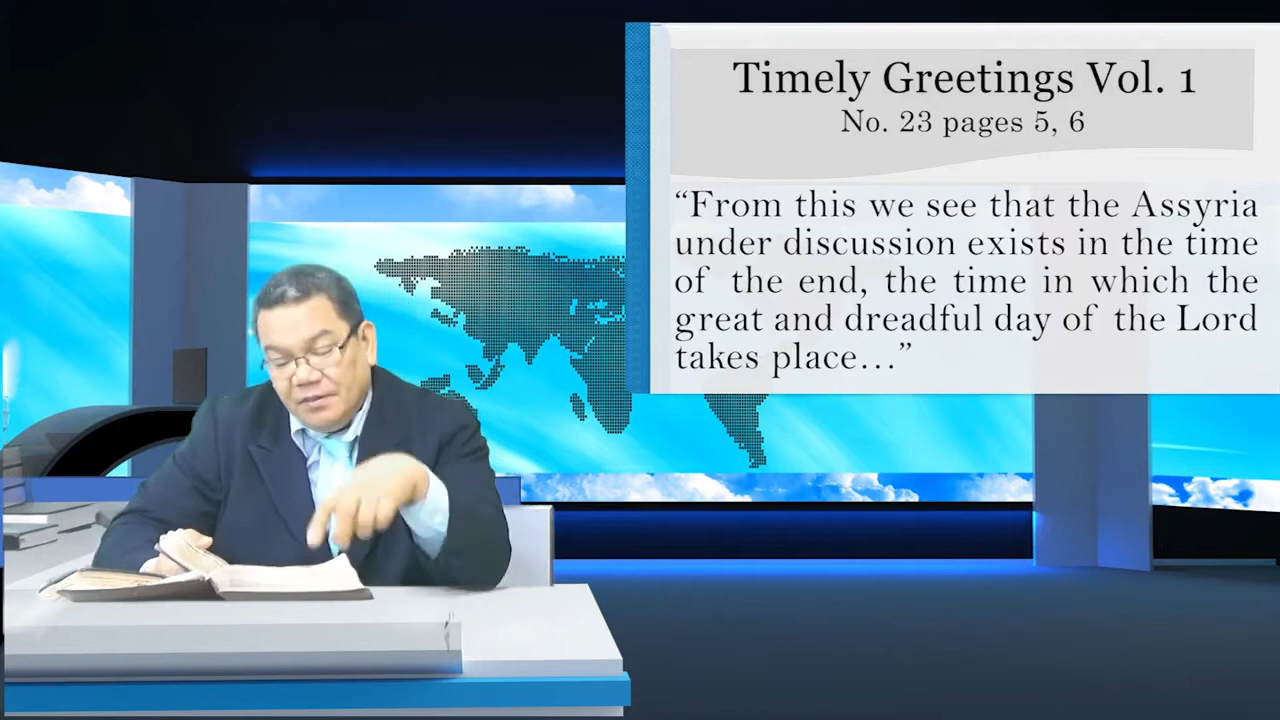 Timely Greetings Vol. 1
No. 23 pages 5, 6
“From this we see that the Assyria
under discussion exists in the time
of the end, the time in which the
great and dreadful day of the Lord
takes place…”